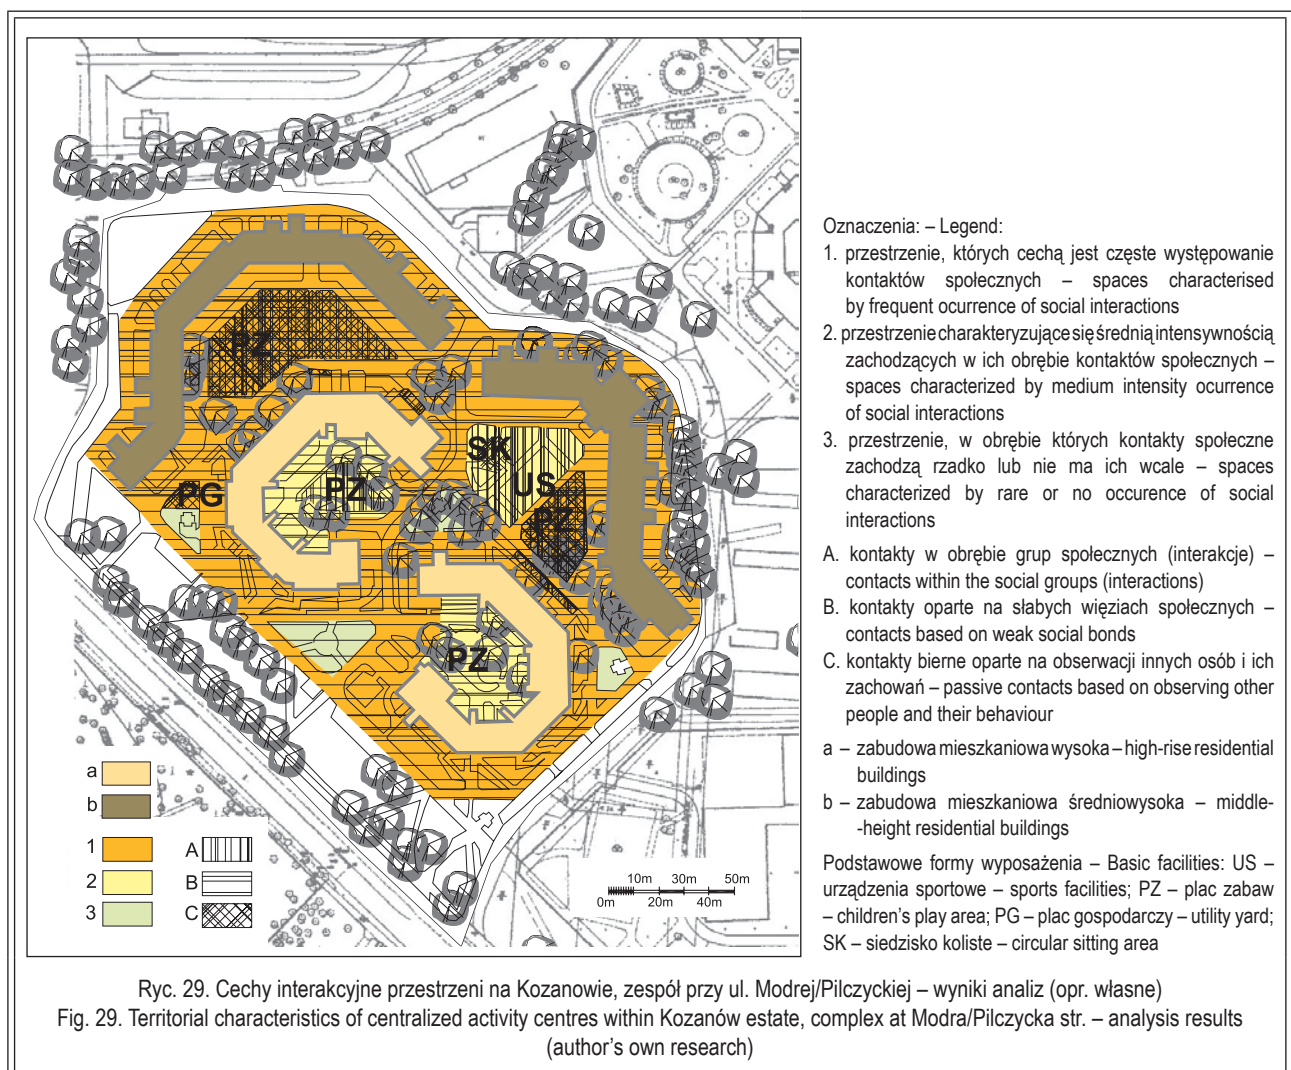 PZ
SK
PG
PZ
US
PZ
PZ
a
b
1
2
3
A
B
C
10m 30m 50m
0m 20m 40m
Oznaczenia: – Legend:
1. przestrzenie, których cechą jest częste występowanie
kontaktów społecznych – spaces characterised
by frequent ocurrence of social interactions
2. przestrzenie charakteryzujące się średnią intensywnością
zachodzących w ich obrębie kontaktów społecznych –
spaces characterized by medium intensity ocurrence
of social interactions
3. przestrzenie, w obrębie których kontakty społeczne
zachodzą rzadko lub nie ma ich wcale – spaces
characterized by rare or no occurence of social
interactions
A. kontakty w obrębie grup społecznych (interakcje) –
contacts within the social groups (interactions)
B. kontakty oparte na słabych więziach społecznych –
contacts based on weak social bonds
C. kontakty bierne oparte na obserwacji innych osób i ich
zachowań – passive contacts based on observing other
people and their behaviour
a – zabudowa mieszkaniowa wysoka – high-rise residential
buildings
b – zabudowa mieszkaniowa średniowysoka – middle-
-height residential buildings
Podstawowe formy wyposażenia – Basic facilities: US –
urządzenia sportowe – sports facilities; PZ – plac zabaw
– children's play area; PG – plac gospodarczy – utility yard;
SK – siedzisko koliste – circular sitting area
Ryc. 29. Cechy interakcyjne przestrzeni na Kozanowie, zespół przy ul. Modrej/Pilczyckiej – wyniki analiz (opr. własne)
Fig. 29. Territorial characteristics of centralized activity centres within Kozanów estate, complex at Modra/Pilczycka str. – analysis results
(author's own research)